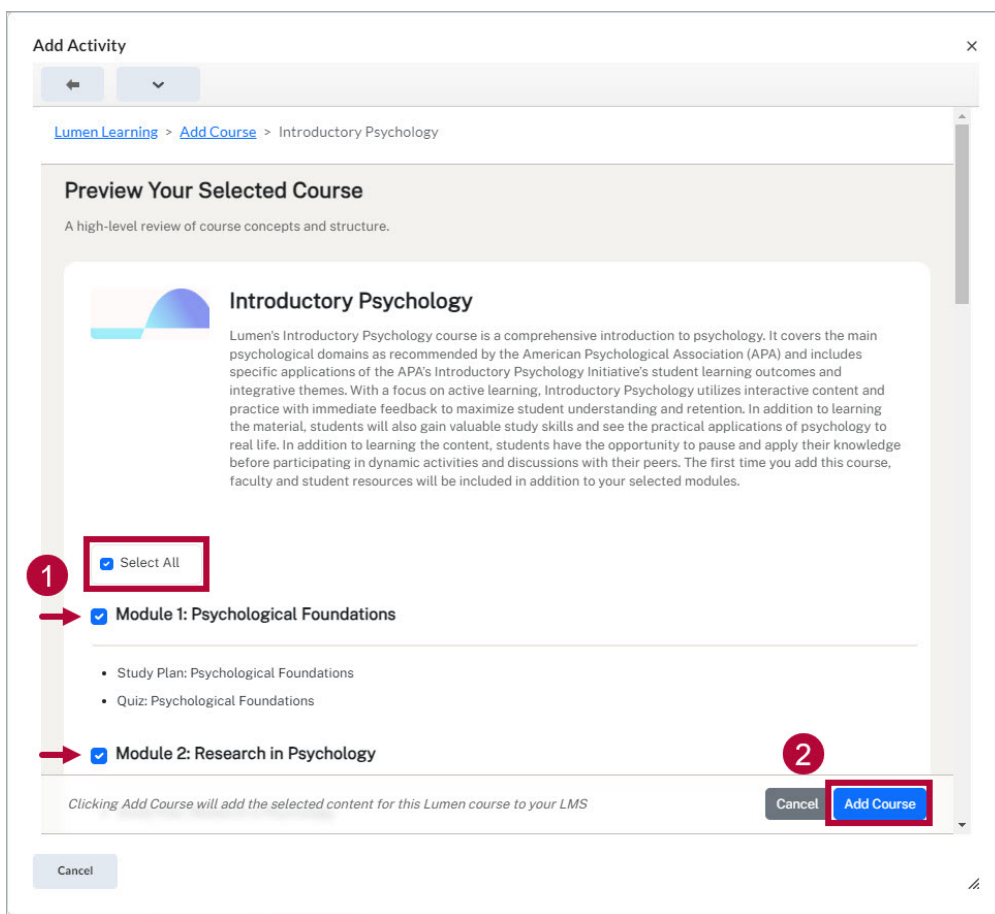 Add Activity
Lumen Learning > Add Course > Introductory Psychology
Preview Your Selected Course
A high-level review of course concepts and structure.
Introductory Psychology
Lumen's Introductory Psychology course is a comprehensive introduction to psychology. It covers the main
psychological domains as recommended by the American Psychological Association (APA) and includes
specific applications of the APA's Introductory Psychology Initiative's student learning outcomes and
integrative themes. With a focus on active learning, Introductory Psychology utilizes interactive content and
practice with immediate feedback to maximize student understanding and retention. In addition to learning
the material, students will also gain valuable study skills and see the practical applications of psychology to
real life. In addition to learning the content, students have the opportunity to pause and apply their knowledge
before participating in dynamic activities and discussions with their peers. The first time you add this course,
faculty and student resources will be included in addition to your selected modules.
1
Select All
Module 1: Psychological Foundations
• Study Plan: Psychological Foundations
• Quiz: Psychological Foundations
Module 2: Research in Psychology
2
Clicking Add Course will add the selected content for this Lumen course to your LMS
Cancel
Add Course
Cancel